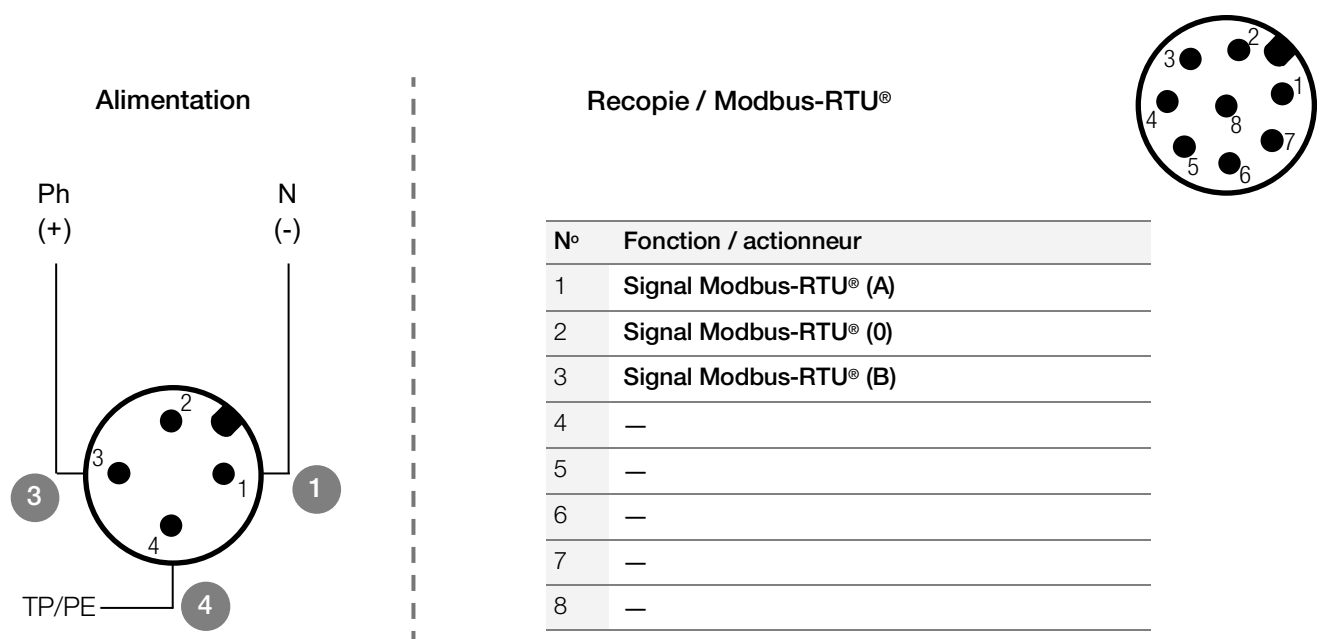 Alimentation
Ph
(+)
N
(-)
2
3
1
4
3
1
TP/PE
4
Recopie / Modbus-RTU®
2
3
1
4
8
7
5
6
Nº Fonction / actionneur
1 Signal Modbus-RTU® (A)
2 Signal Modbus-RTU® (0)
3 Signal Modbus-RTU® (B)
4 —
5 —
6 —
7 —
8 —